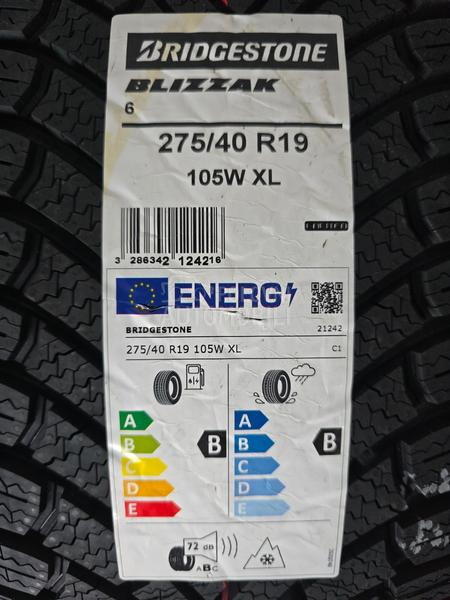 BRIDGESTONE
BLIZZAK
6
275/40 R19
105W XL
ENLITEN
3 286342 124216
ENERG
BRIDGESTONE
21242
275/40 R19 105W XL
C1
A
B
C
D
E
B
A
B
C
D
E
B
72 dB
ABC